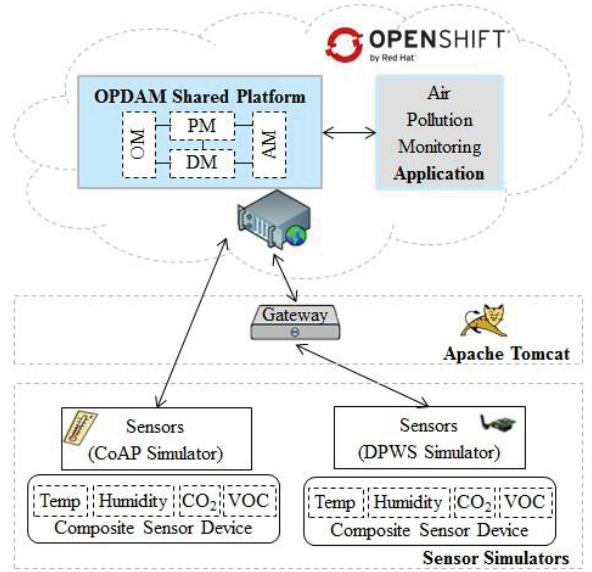 OPENSHIFT
by Red Hat
OPDAM Shared Platform
OM
PM
DM
AM
Air
Pollution
Monitoring
Application
Gateway
Apache Tomcat
Sensors
(CoAP Simulator)
Temp Humidity CO₂ VOC
Composite Sensor Device
Sensors
(DPWS Simulator)
Temp Humidity CO₂ VOC
Composite Sensor Device
Sensor Simulators